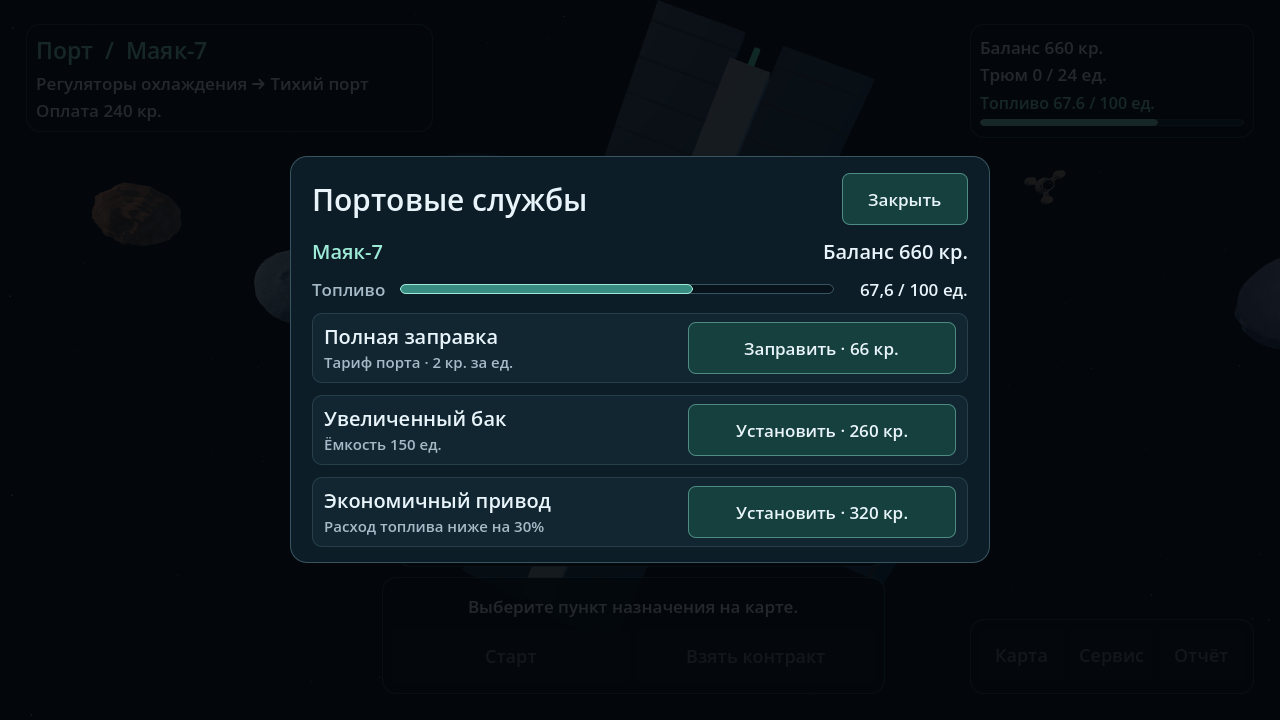 Порт / Маяк-7
Регуляторы охлаждения → Тихий порт
Оплата 240 кр.
Баланс 660 кр.
Трюм 0 / 24 ед.
Топливо 67.6 / 100 ед.
Портовые службы
Закрыть
Маяк-7
Баланс 660 кр.
Топливо
67,6 / 100 ед.
Полная заправка
Тариф порта · 2 кр. за ед.
Заправить · 66 кр.
Увеличенный бак
Ёмкость 150 ед.
Установить · 260 кр.
Экономичный привод
Расход топлива ниже на 30%
Установить · 320 кр.
Выберите пункт назначения на карте.
Старт
Взять контракт
Карта
Сервис
Отчёт